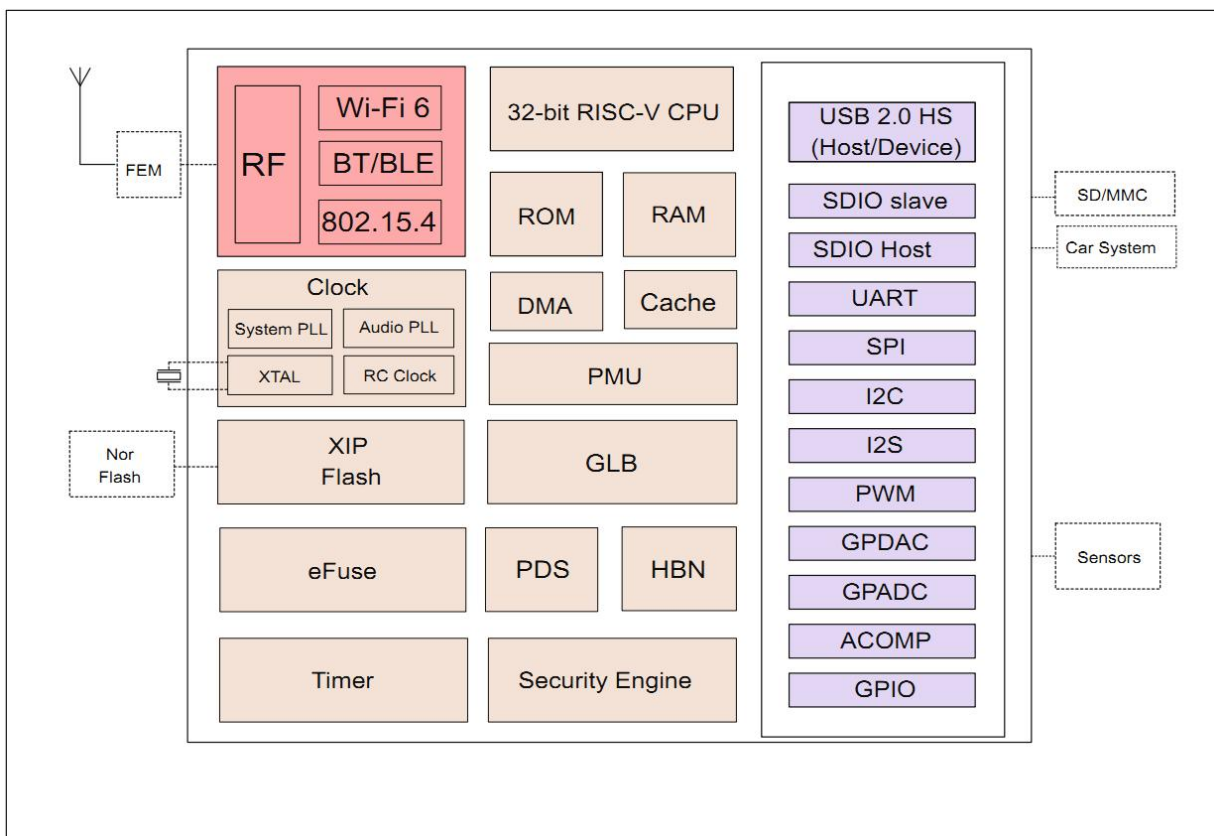 FEM
RF
Wi-Fi 6
BT/BLE
802.15.4
Clock
System PLL
Audio PLL
XTAL
RC Clock
Nor
Flash
XIP
Flash
eFuse
Timer
32-bit RISC-V CPU
ROM
RAM
DMA
Cache
PMU
GLB
PDS
HBN
Security Engine
USB 2.0 HS
(Host/Device)
SDIO slave
SDIO Host
UART
SPI
I2C
I2S
PWM
GPDAC
GPADC
ACOMP
GPIO
SD/MMC
Car System
Sensors